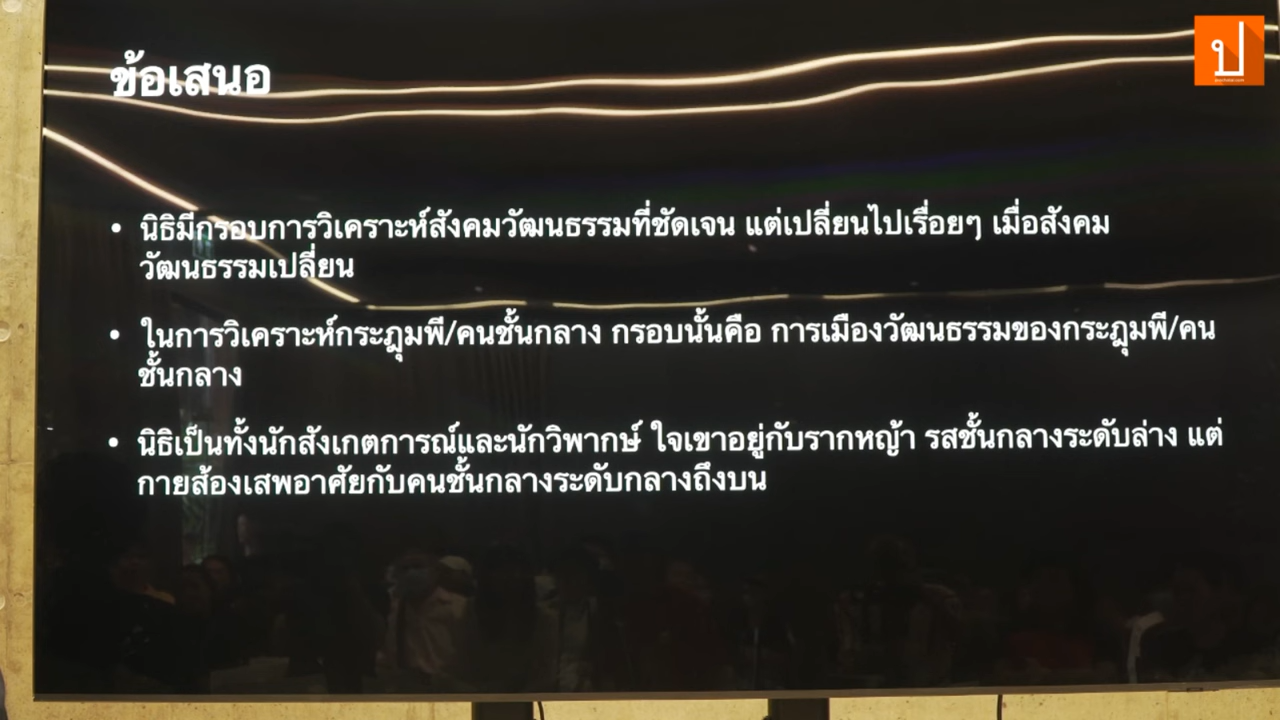 ข้อเสนอ
ป
• นิธิมีกรอบการวิเคราะห์สังคมวัฒนธรรมที่ชัดเจน แต่เปลี่ยนไปเรื่อยๆ เมื่อสังคม
วัฒนธรรมเปลี่ยน
• ในการวิเคราะห์กระฎุมพี/คนชั้นกลาง กรอบนั้นคือ การเมืองวัฒนธรรมของกระฎุมพี/คน
ชั้นกลาง
• นิธิเป็นทั้งนักสังเกตการณ์และนักวิพากษ์ ใจเขาอยู่กับรากหญ้า รสชั้นกลางระดับล่าง แต่
กายส้องเสพอาศัยกับคนชั้นกลางระดับกลางถึงบน